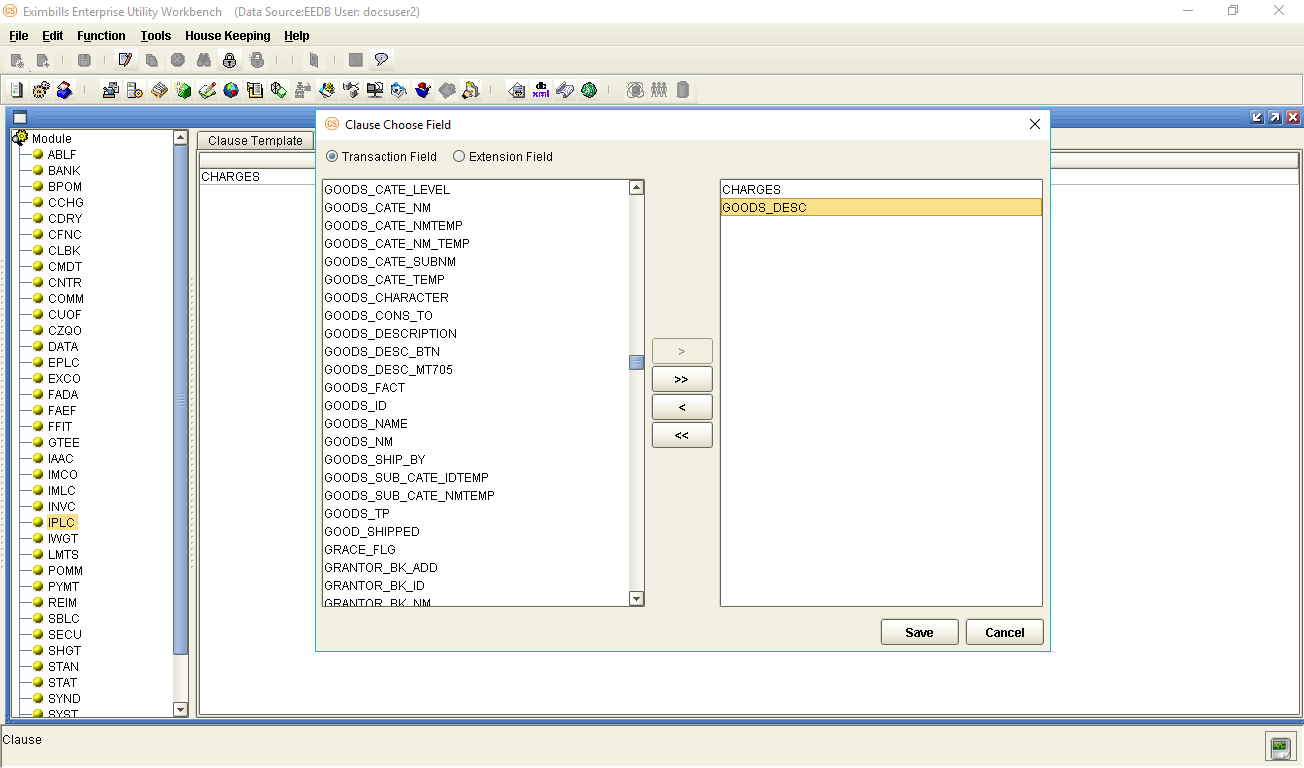 CS Eximbills Enterprise Utility Workbench (Data Source:EEDB User: docsuser2)
File Edit Function Tools House Keeping Help
xml
Module
ABLF
BANK
BPOM
CCHG
CDRY
CFNC
CLBK
CMDT
CNTR
COMM
CUOF
CZQO
DATA
EPLC
EXCO
FADA
FAEF
FFIT
GTEE
IAAC
IMCO
IMLC
INVC
IPLC
IWGT
LMTS
POMM
PYMT
REIM
SBLC
SECU
SHGT
STAN
STAT
SYND
SYST
Clause Template
CHARGES
CS Clause Choose Field
Transaction Field Extension Field
GOODS_CATE_LEVEL
GOODS_CATE_NM
GOODS_CATE_NMTEMP
GOODS_CATE_NM_TEMP
GOODS_CATE_SUBNM
GOODS_CATE_TEMP
GOODS_CHARACTER
GOODS_CONS_TO
GOODS_DESCRIPTION
GOODS_DESC_BTN
GOODS_DESC_MT705
GOODS_FACT
GOODS_ID
GOODS_NAME
GOODS_NM
GOODS_SHIP_BY
GOODS_SUB_CATE_IDTEMP
GOODS_SUB_CATE_NMTEMP
GOODS_TP
GOOD_SHIPPED
GRACE_FLG
GRANTOR_BK_ADD
GRANTOR_BK_ID
GRANTOR_BK_NM
>
>>
<
<<
CHARGES
GOODS_DESC
Save Cancel
Clause